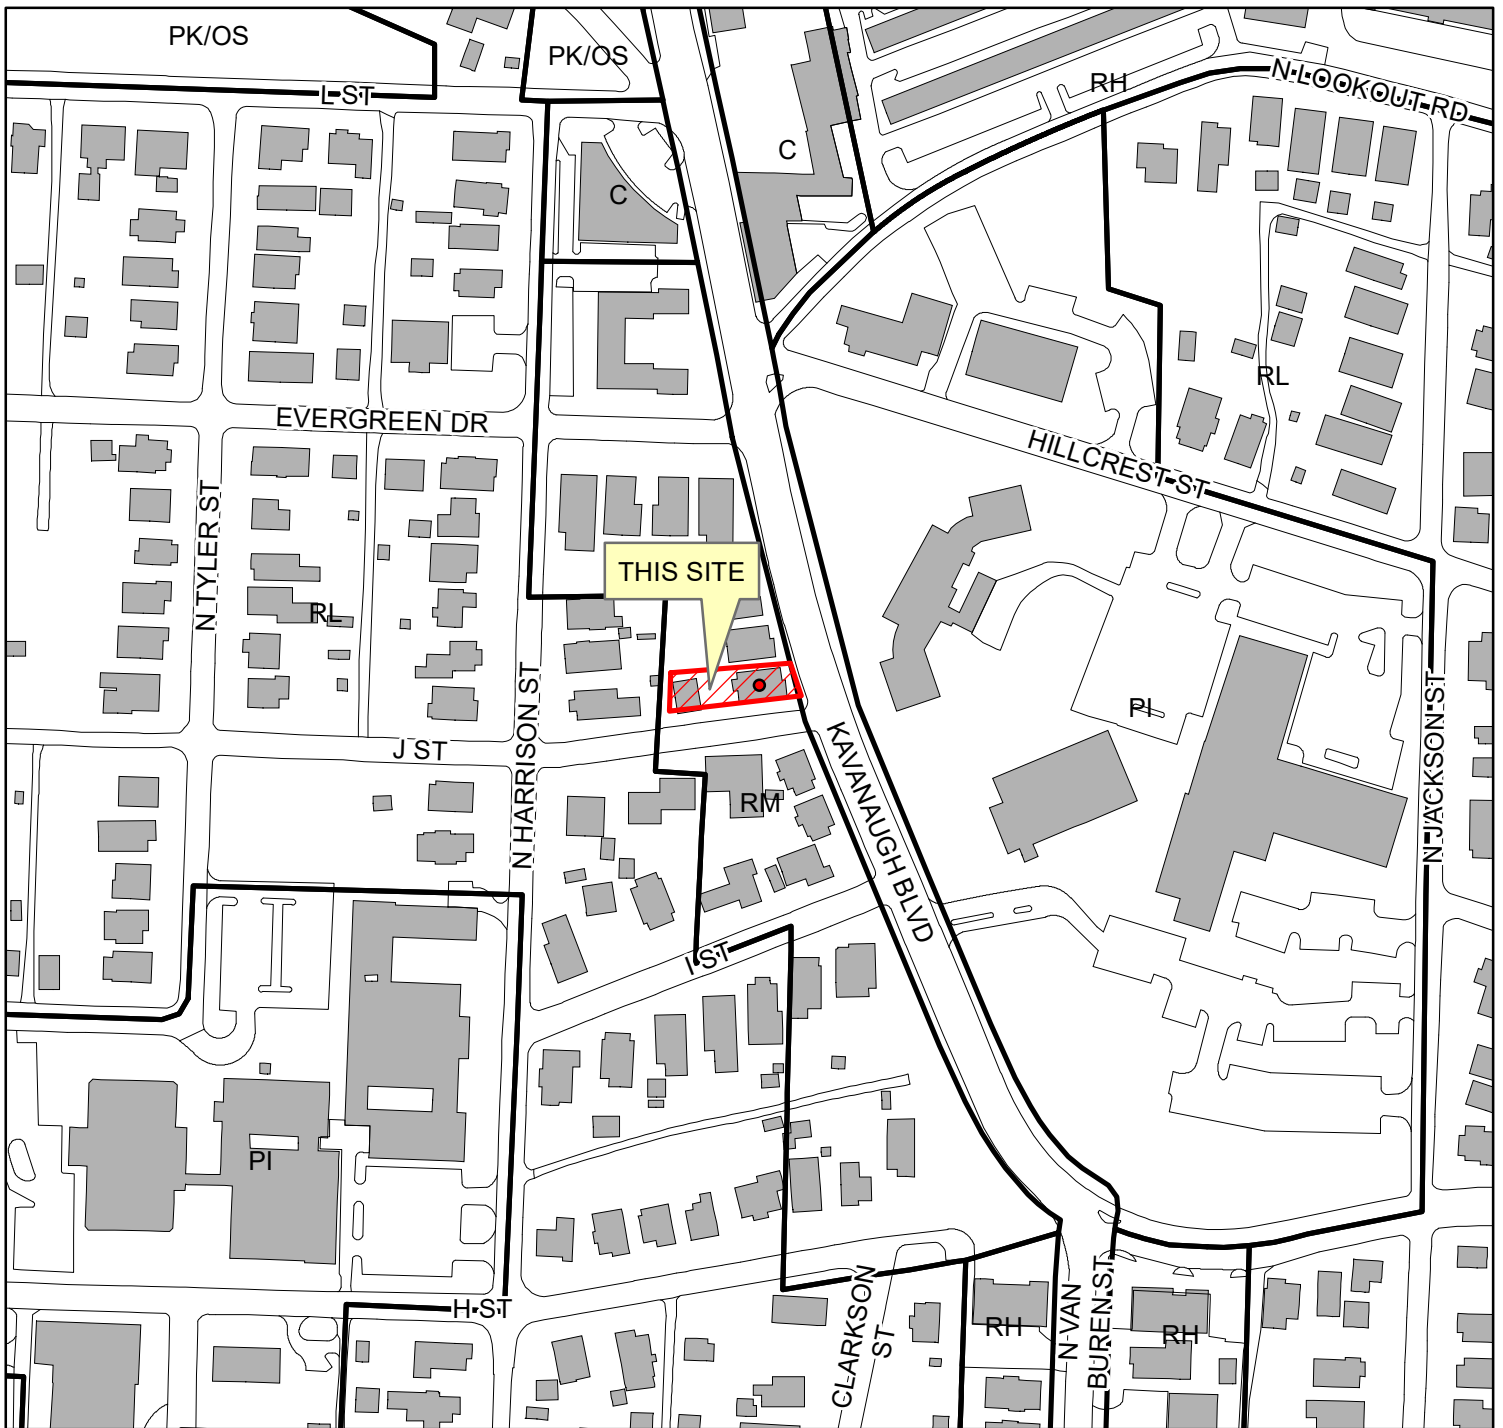 PK/OS
PK/OS
L ST
RH
N LOOKOUT RD
C
C
RL
EVERGREEN DR
HILLCREST ST
N TYLER ST
THIS SITE
RL
N HARRISON ST
N JACKSON ST
PI
J ST
KAVANAUGH BLVD
RM
I ST
PI
H ST
CLARKSON
ST
RH
N VAN
BUREN ST
RH